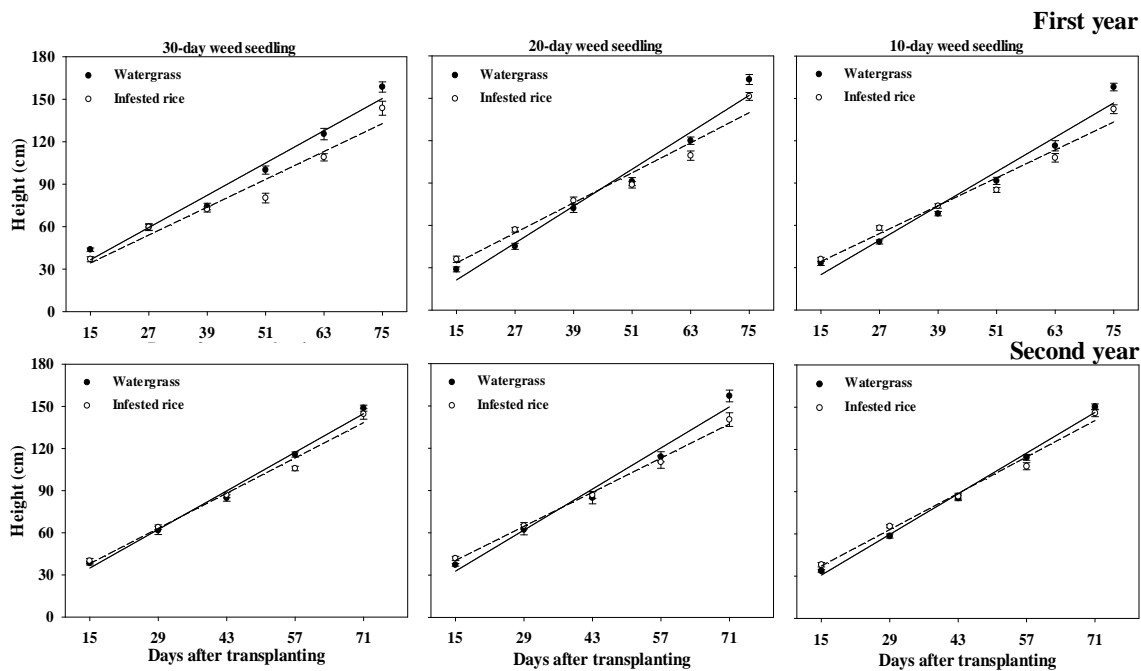 First year
30-day weed seedling
20-day weed seedling
10-day weed seedling
180
150
120
90
60
30
0
Height (cm)
Watergrass
Infested rice
15 27 39 51 63 75
Watergrass
Infested rice
15 27 39 51 63 75
Watergrass
Infested rice
15 27 39 51 63 75
Second year
180
150
120
90
60
30
0
Height (cm)
Watergrass
Infested rice
15 29 43 57 71
Days after transplanting
Watergrass
Infested rice
15 29 43 57 71
Days after transplanting
Watergrass
Infested rice
15 29 43 57 71
Days after transplanting